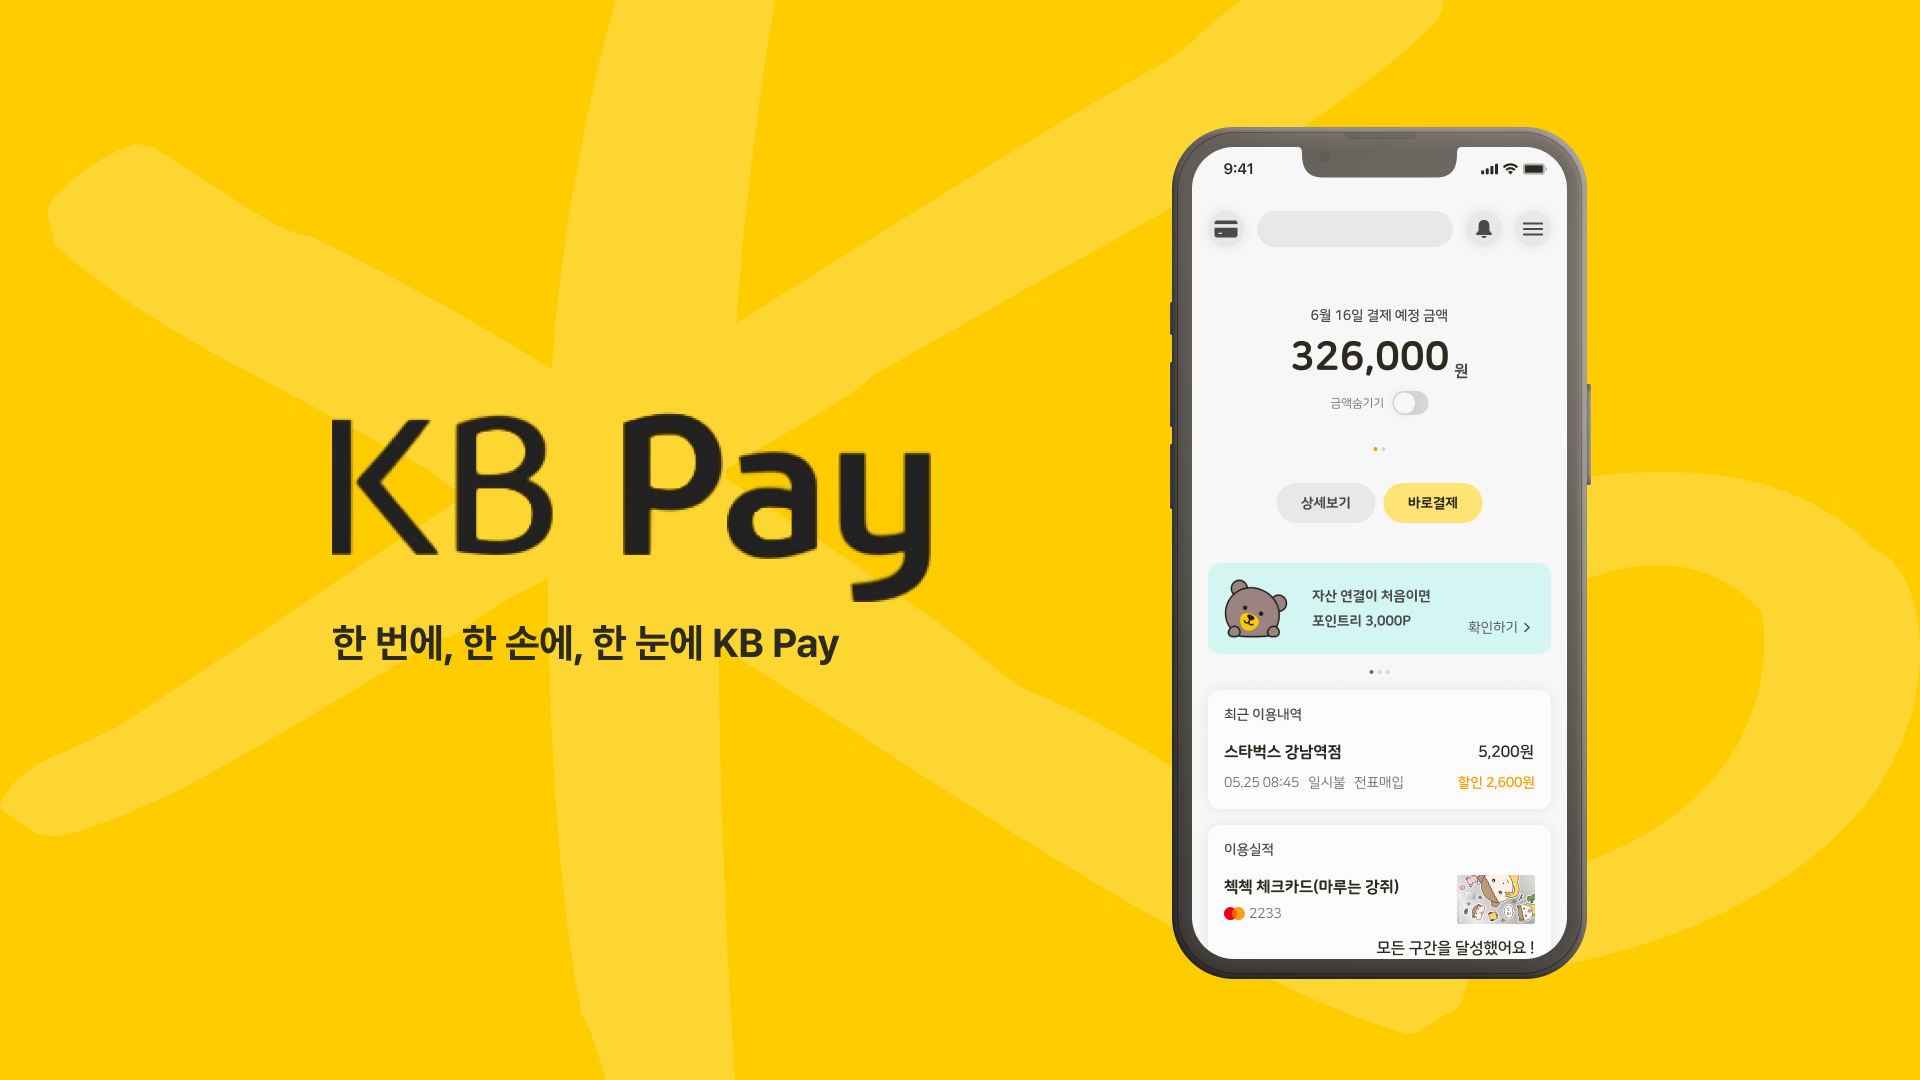 KB Pay
한 번에, 한 손에, 한 눈에 KB Pay
9:41
6월 16일 결제 예정 금액
326,000 원
금액숨기기
상세보기 바로결제
자산 연결이 처음이면
포인트리 3,000P
확인하기
최근 이용내역
스타벅스 강남역점 5,200원
05.25 08:45 일시불 전표매입 할인 2,600원
이용실적
첵첵 체크카드(마루는 강쥐)
2233
모든 구간을 달성했어요 !